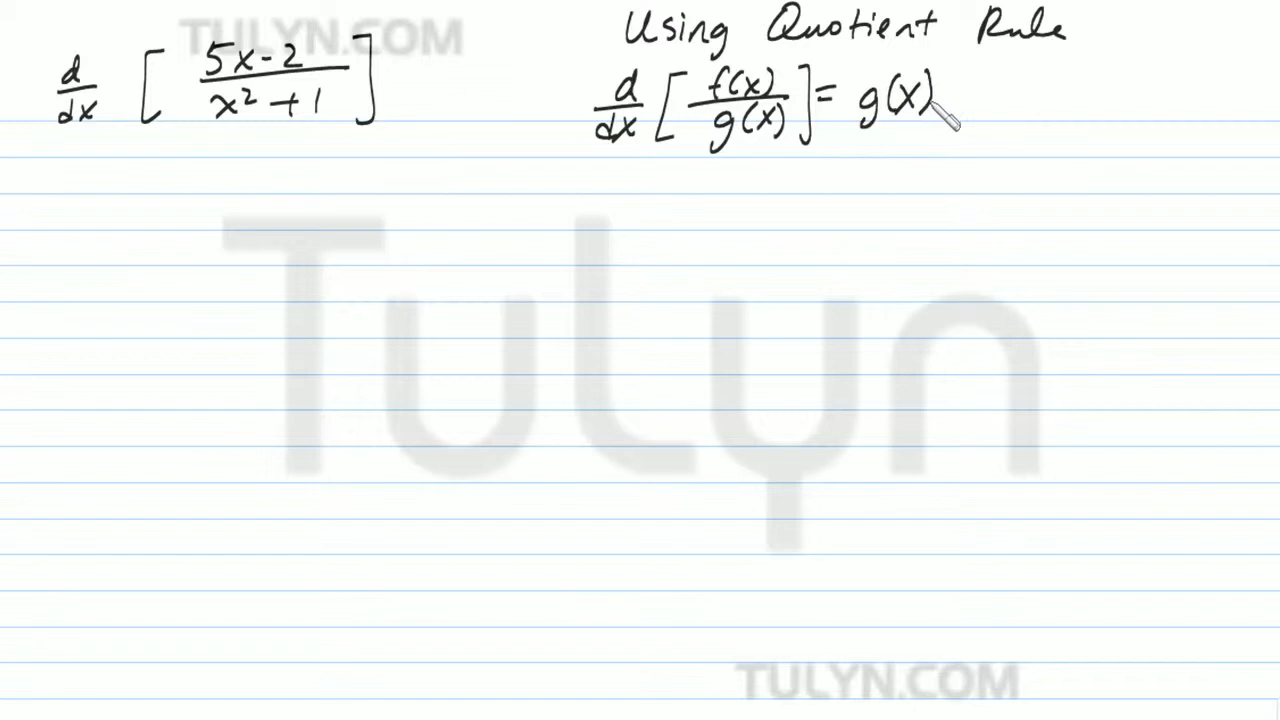 TULYN.COM
Using Quotient Rule
d/dx [ 5x-2 / x² + 1 ]
d/dx [ f(x) / g(x) ] = g(x)
Tulyn
TULYN.COM